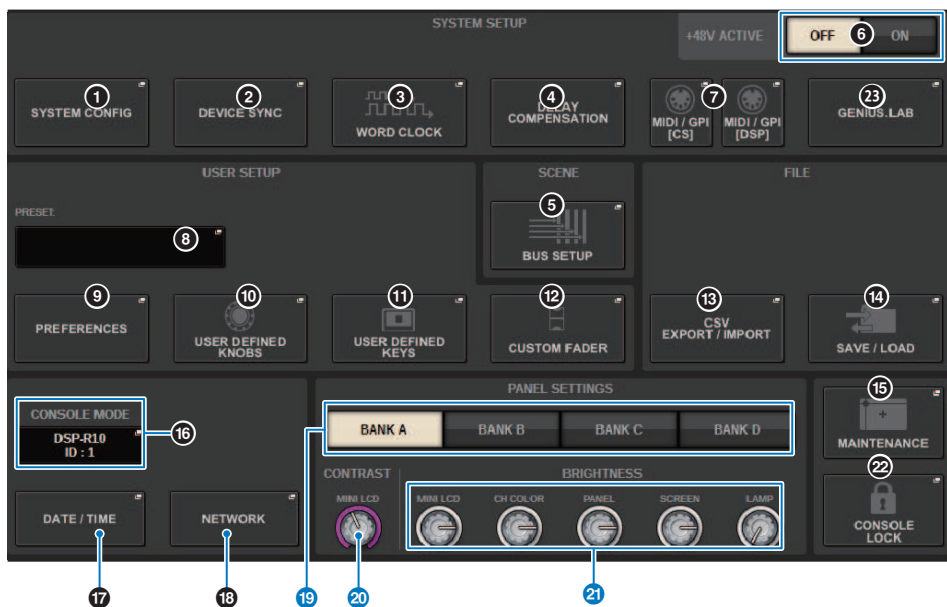 SYSTEM SETUP
+48V ACTIVE
OFF
6
ON
1
SYSTEM CONFIG
2
DEVICE SYNC
3
WORD CLOCK
4
DELAY
COMPENSATION
7
MIDI / GPI
[CS]
MIDI / GPI
[DSP]
23
GENIUS.LAB
USER SETUP
SCENE
FILE
PRESET:
8
5
BUS SETUP
9
PREFERENCES
10
USER DEFINED
KNOBS
11
USER DEFINED
KEYS
12
CUSTOM FADER
13
CSV
EXPORT / IMPORT
14
SAVE / LOAD
PANEL SETTINGS
CONSOLE MODE
DSP-R10
ID : 1
16
BANK A
BANK B
BANK C
BANK D
15
MAINTENANCE
CONTRAST
BRIGHTNESS
MINI LCD
MINI LCD
CH COLOR
PANEL
SCREEN
LAMP
22
CONSOLE
LOCK
DATE / TIME
NETWORK
17
18
19
20
21